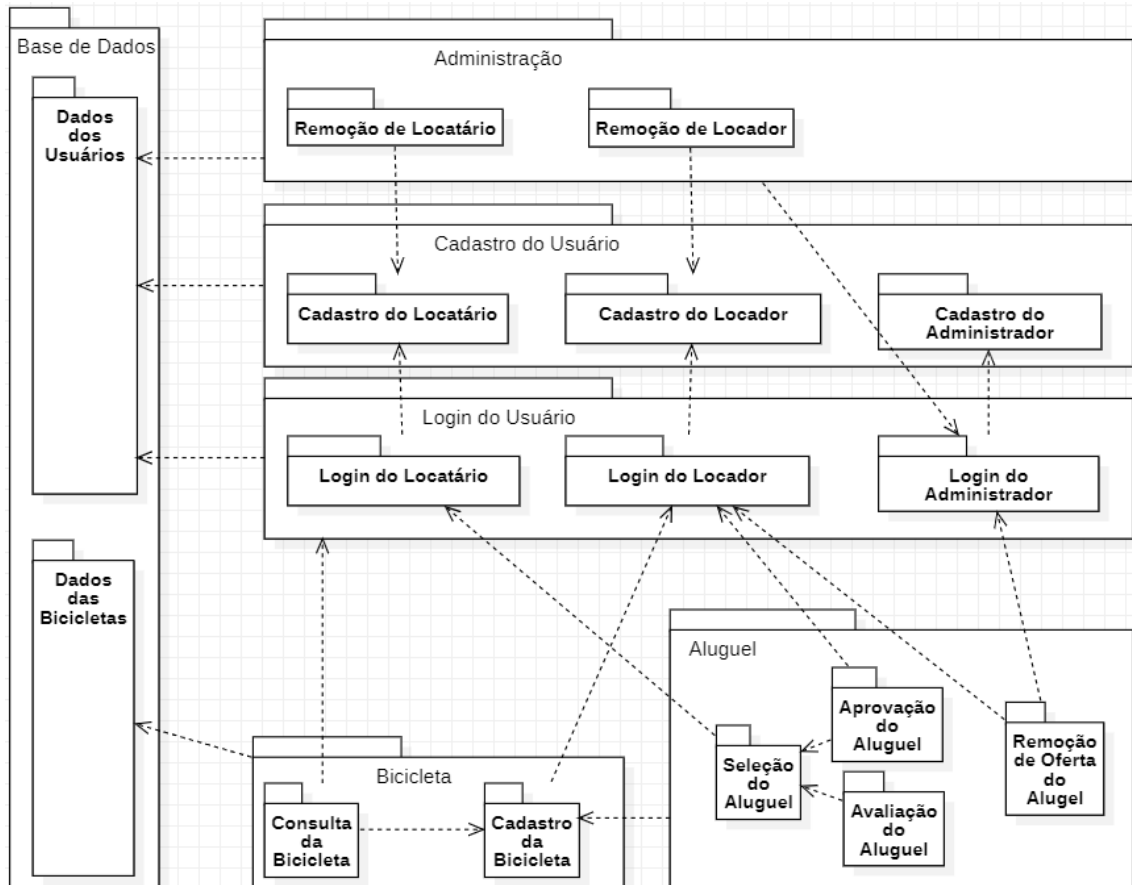 Base de Dados
Dados
dos
Usuários
Dados
das
Bicicletas
Administração
Remoção de Locatário
Remoção de Locador
Cadastro do Usuário
Cadastro do Locatário
Cadastro do Locador
Cadastro do
Administrador
Login do Usuário
Login do Locatário
Login do Locador
Login do
Administrador
Bicicleta
Consulta
da
Bicicleta
Cadastro
da
Bicicleta
Aluguel
Seleção
do
Aluguel
Aprovação
do
Aluguel
Avaliação
do
Aluguel
Remoção
de Oferta
do
Alugel